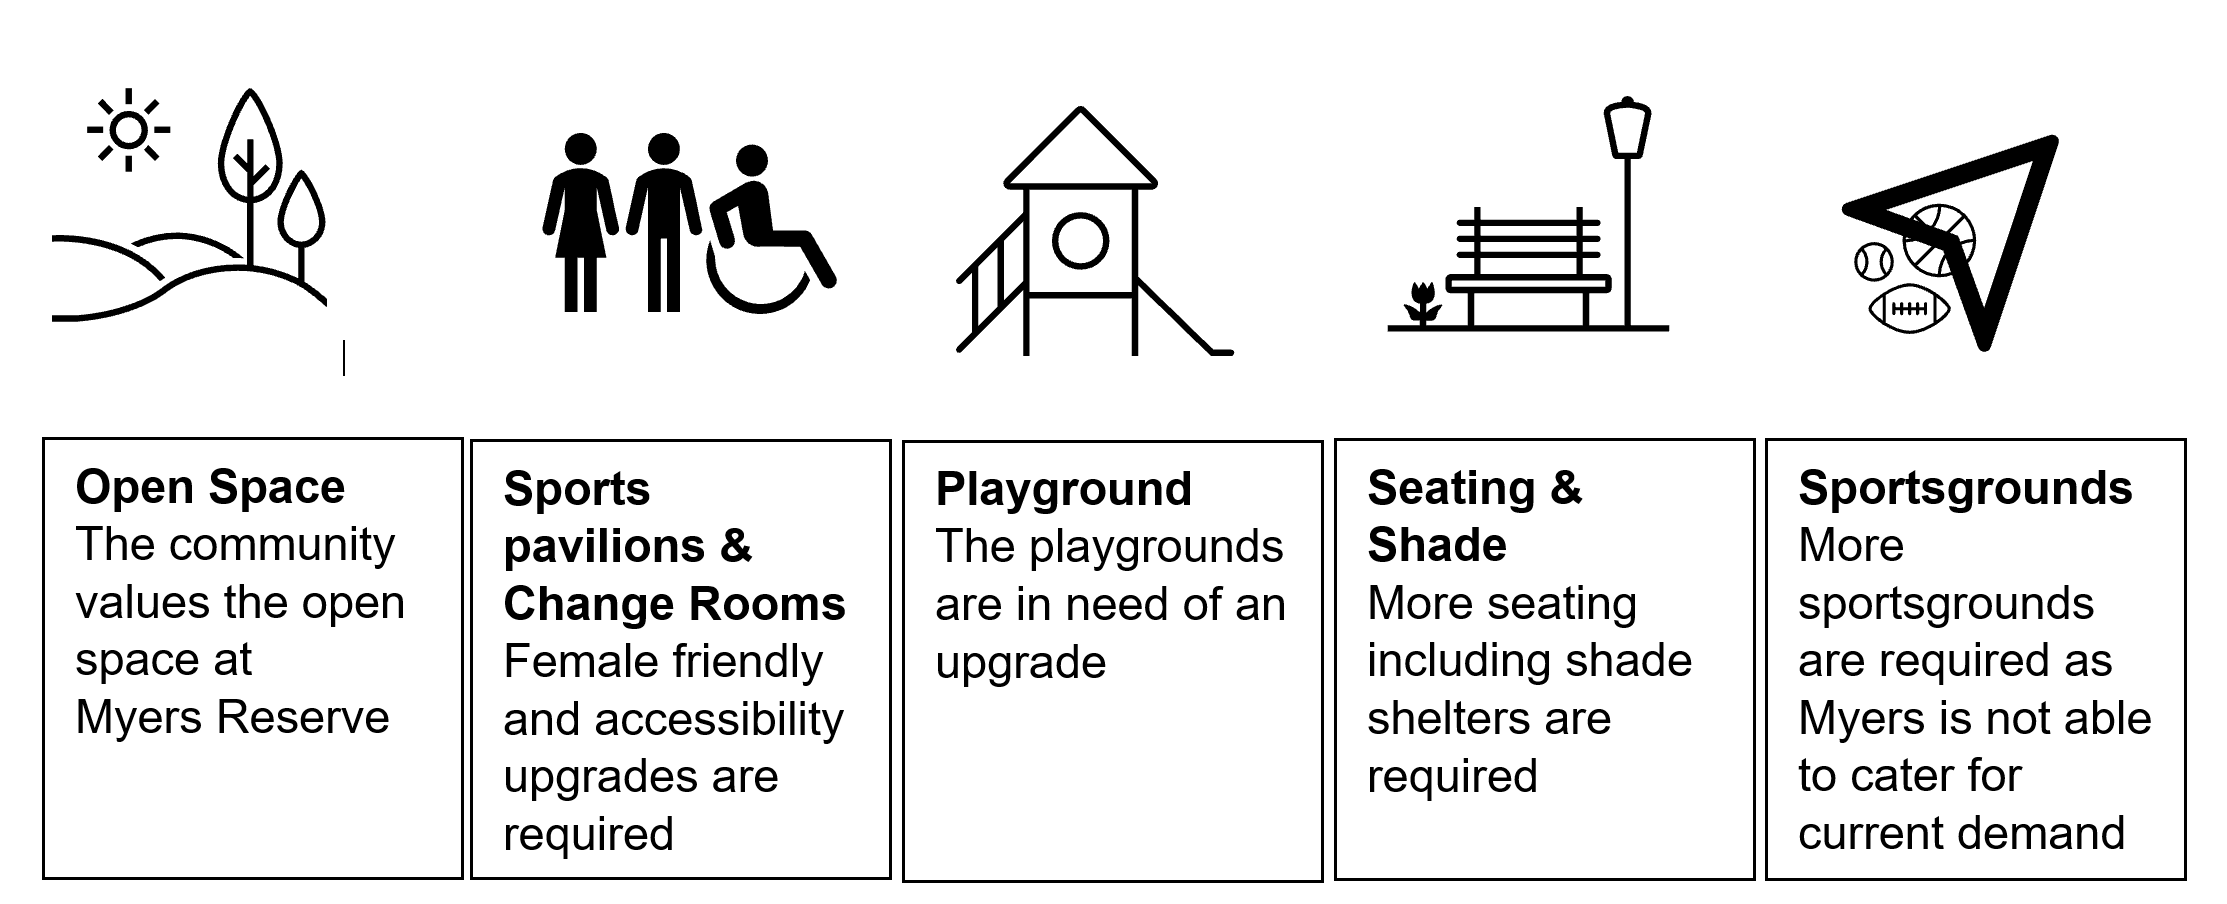 Open Space
The community
values the open
space at
Myers Reserve
Sports
pavilions &
Change Rooms
Female friendly
and accessibility
upgrades are
required
Playground
The playgrounds
are in need of an
upgrade
Seating &
Shade
More seating
including shade
shelters are
required
Sportsgrounds
More
sportsgrounds
are required as
Myers is not able
to cater for
current demand